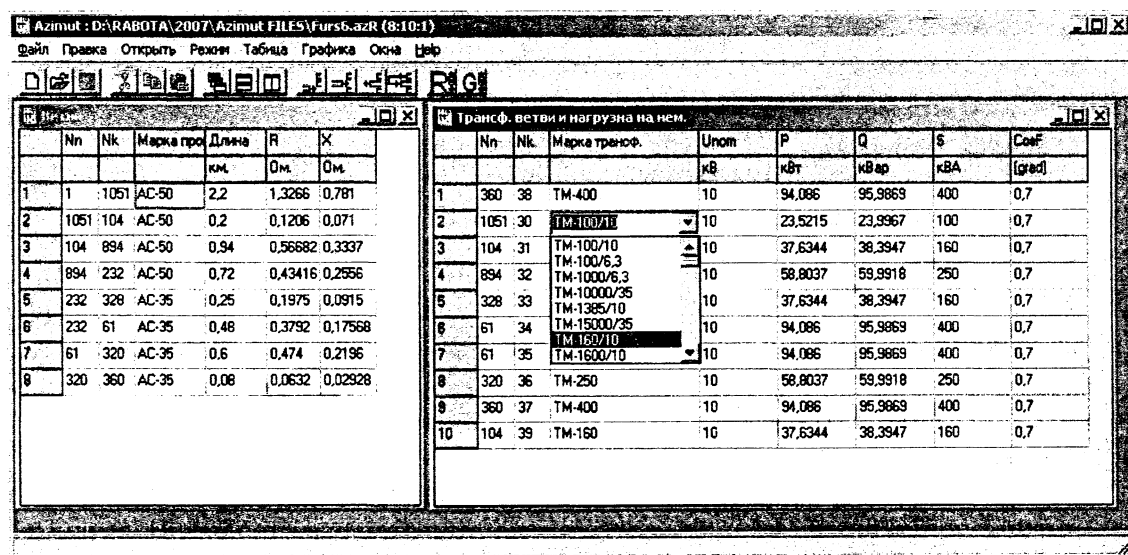 Azimut : D:\RABOTA\2007\Azimut FILES\Furs6.azR (8:10:1)
Файл Правка Открыть Режим Табица Графика Окна Help
R G
Ветви
Nn Nk Марка про Длина R X
км. Ом. Ом.
1 1 1051 АС-50 2,2 1,3266 0,781
2 1051 104 АС-50 0,2 0,1206 0,071
3 104 894 АС-50 0,94 0,56682 0,3337
4 894 232 АС-50 0,72 0,43416 0,2556
5 232 328 АС-35 0,25 0,1975 0,0915
6 232 61 АС-35 0,48 0,3792 0,17568
7 61 320 АС-35 0,6 0,474 0,2196
8 320 360 АС-35 0,08 0,0632 0,02928
Трансф. ветви и нагрузка на нем.
Nn Nk. Марка трансф. Unom P Q S CosF
кВ кВт кВар кВА [grad]
1 360 38 ТМ-400 10 94,086 95,9869 400 0,7
2 1051 30 ТМ-100/10 10 23,5215 23,9967 100 0,7
3 104 31 10 37,6344 38,3947 160 0,7
4 894 32 10 58,8037 59,9918 250 0,7
5 328 33 10 37,6344 38,3947 160 0,7
6 61 34 10 94,086 95,9869 400 0,7
7 61 35 10 94,086 95,9869 400 0,7
8 320 36 ТМ-250 10 58,8037 59,9918 250 0,7
9 360 37 ТМ-400 10 94,086 95,9869 400 0,7
10 104 39 ТМ-160 10 37,6344 38,3947 160 0,7
ТМ-100/10
ТМ-100/6,3
ТМ-1000/6,3
ТМ-10000/35
ТМ-1385/10
ТМ-15000/35
ТМ-160/10
ТМ-1600/10